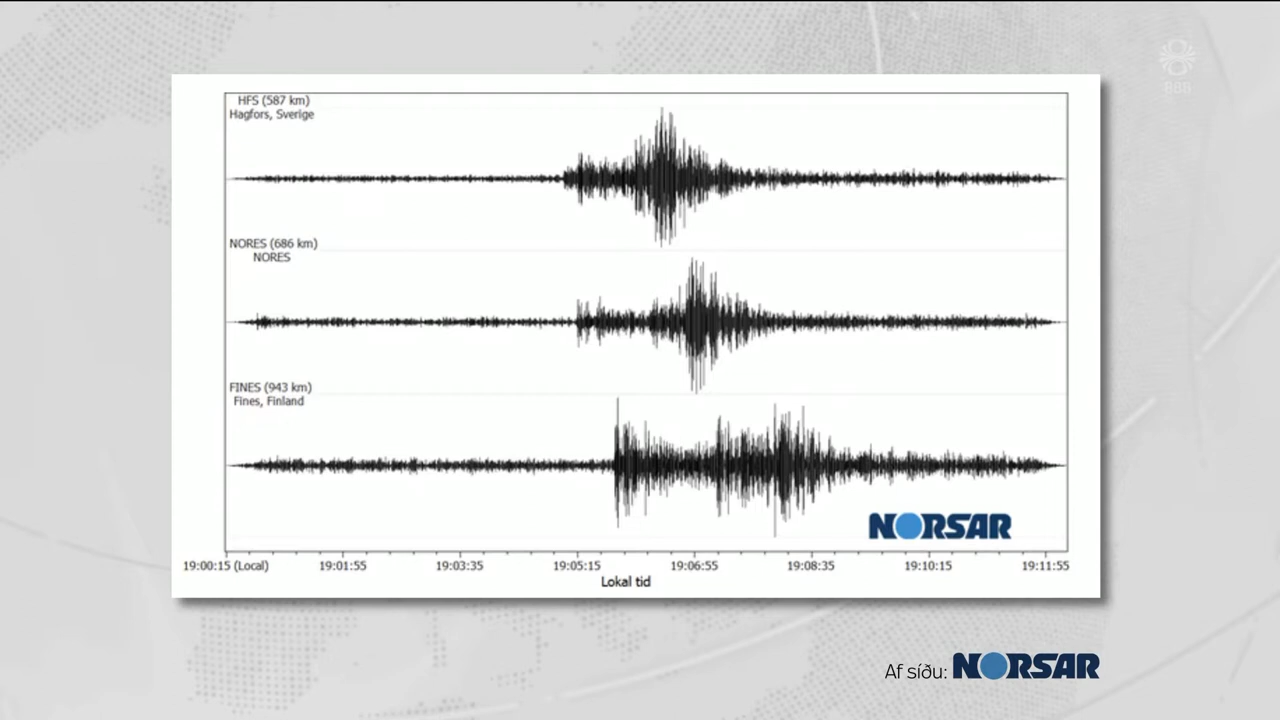 HFS (587 km)
Hagfors, Sverige
NORES (686 km)
NORES
FINES (943 km)
Fines, Finland
NORSAR
19:00:15 (Local) 19:01:55 19:03:35 19:05:15 19:06:55 19:08:35 19:10:15 19:11:55
Lokal tid
Af síðu: NORSAR